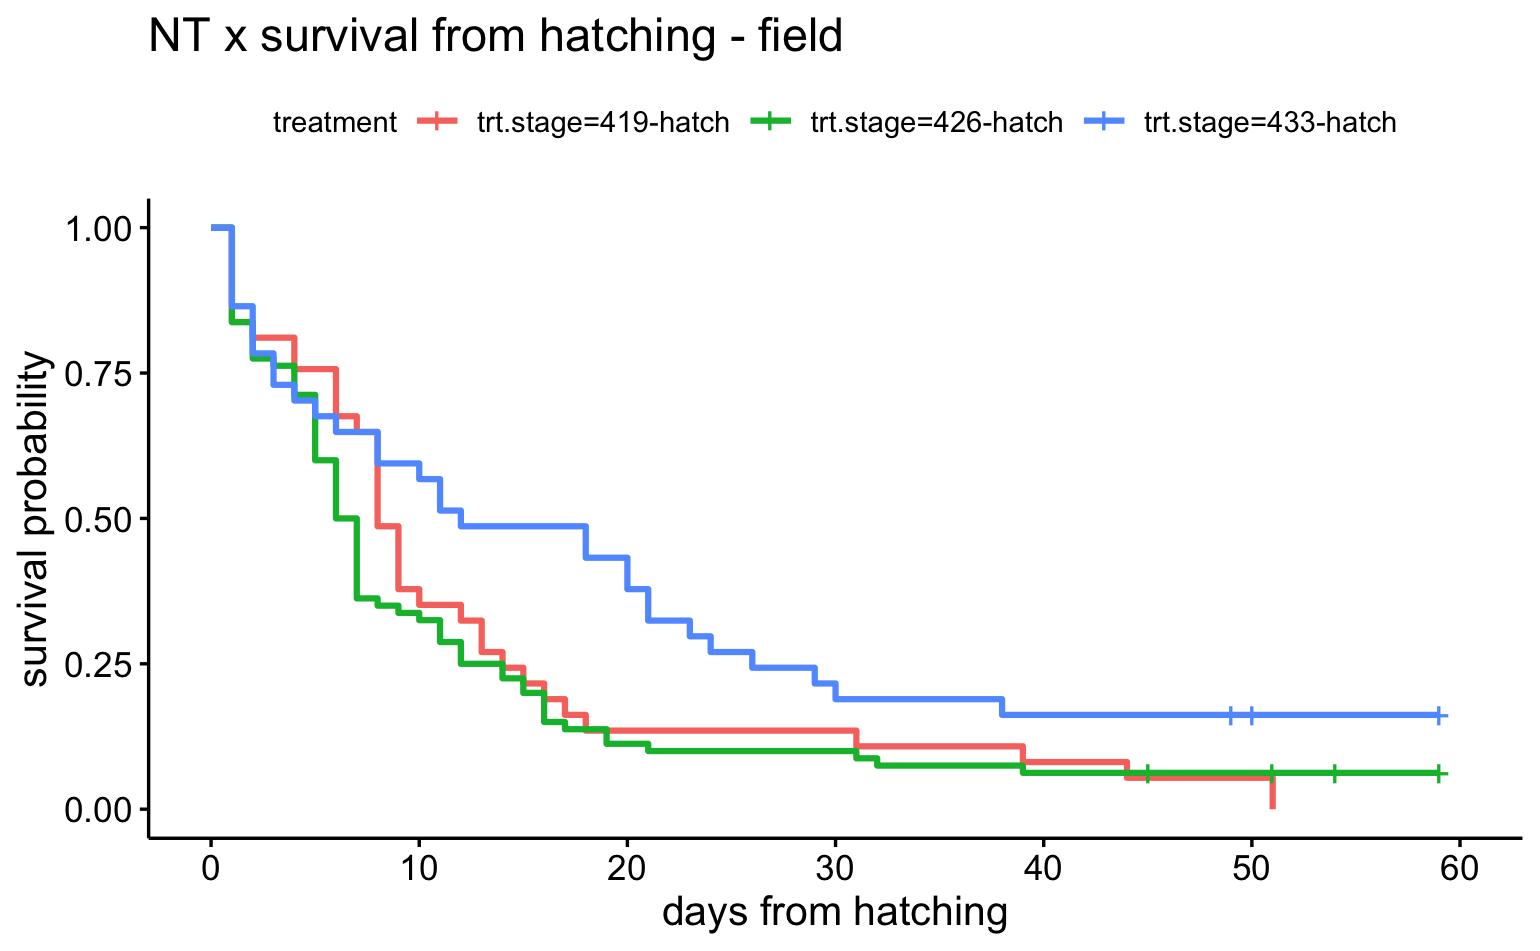 NT x survival from hatching - field
treatment trt.stage=419-hatch trt.stage=426-hatch trt.stage=433-hatch
survival probability
1.00
0.75
0.50
0.25
0.00
0 10 20 30 40 50 60
days from hatching